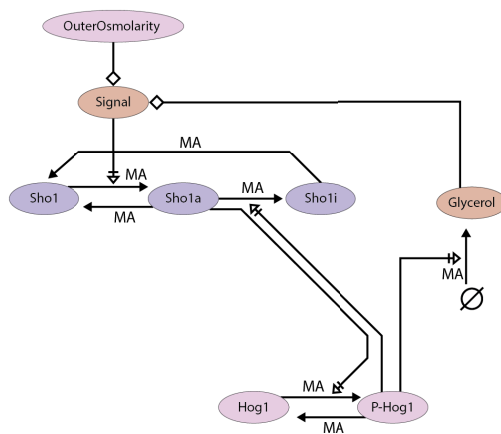 OuterOsmolarity
Signal
MA
MA
Sho1
Sho1a
MA
Sho1i
MA
Glycerol
MA
∅
MA
Hog1
P-Hog1
MA